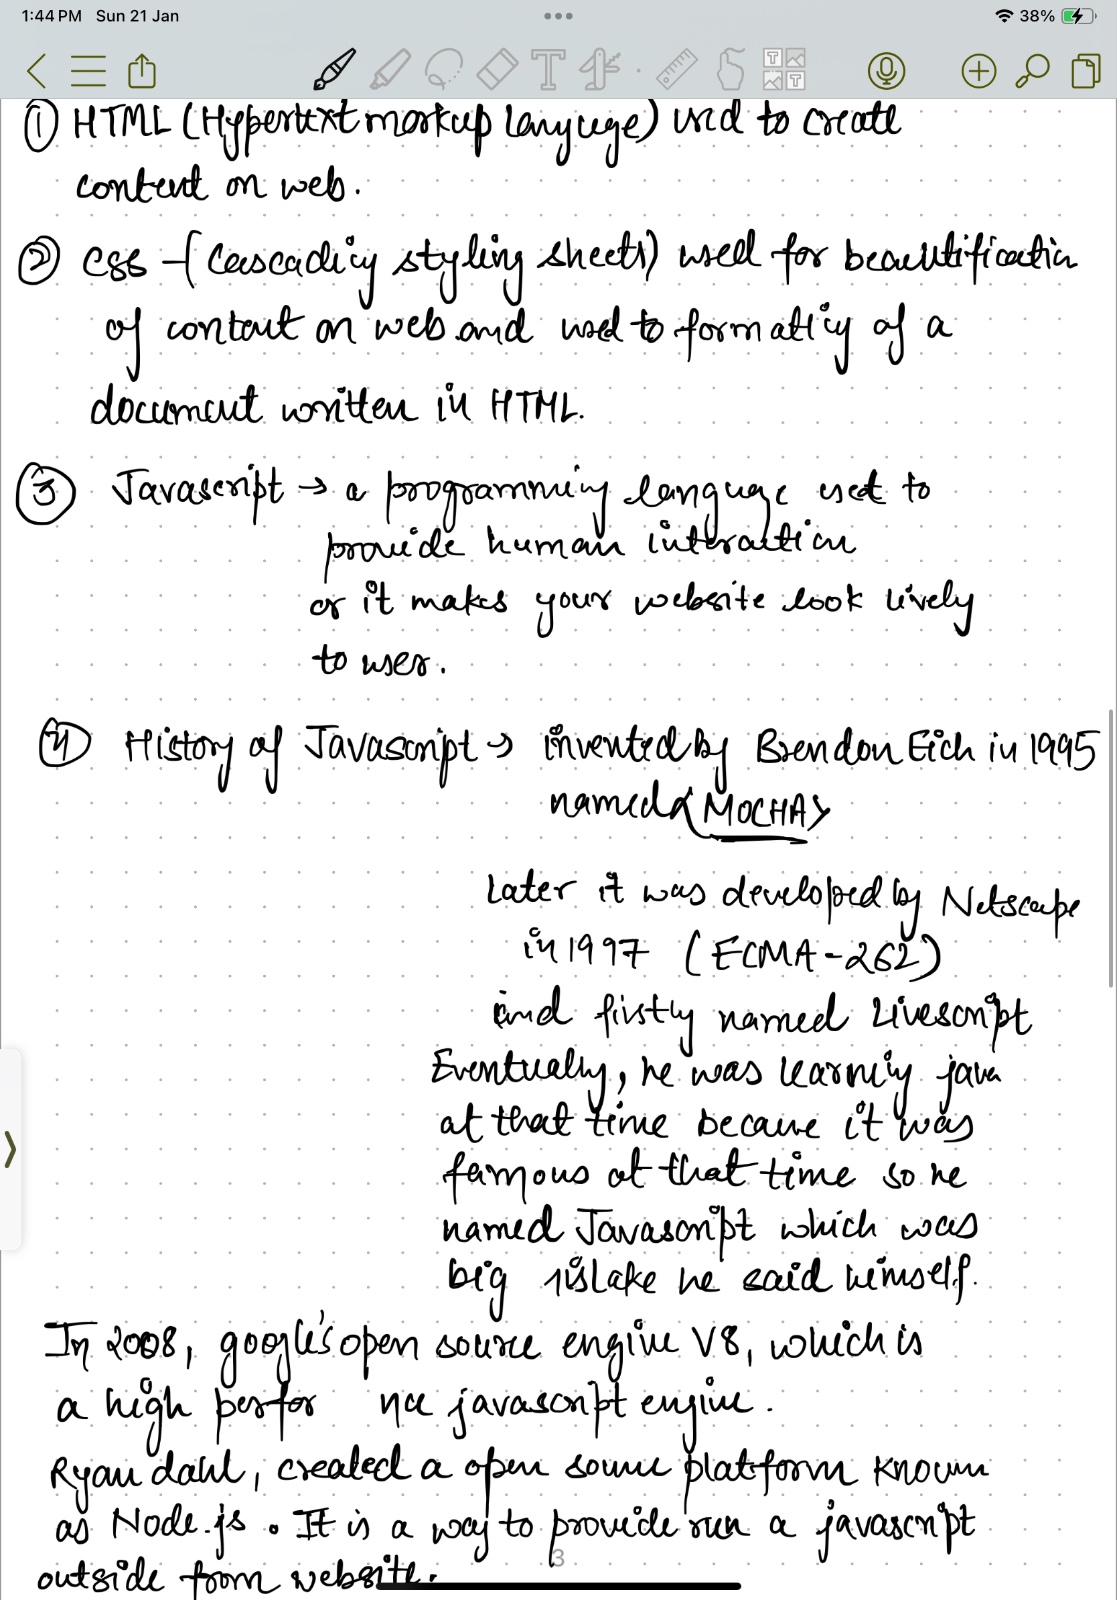 1:44 PM Sun 21 Jan
38%
① HTML (Hypertext markup language) used to create
content on web.
② CSS - (Cascading styling sheets) used for beautification
of content on web and used to formatting of a
document written in HTML.
③ Javascript → a programming language used to
provide human interaction
or it makes your website look lively
to user.
④ History of Javascript → invented by Brendon Eich in 1995
named MOCHA
Later it was developed by Netscape
in 1997 (ECMA-262)
and firstly named Livescript
Eventually, he was learning java
at that time because it was
famous at that time so he
named Javascript which was
big he said himself.
In 2008, google's open source engine V8, which is
a high perfor nce javascript engine.
Ryan dahl, created a open source platform known
as Node.js. It is a way to provide run a javascript
3
outside from website.